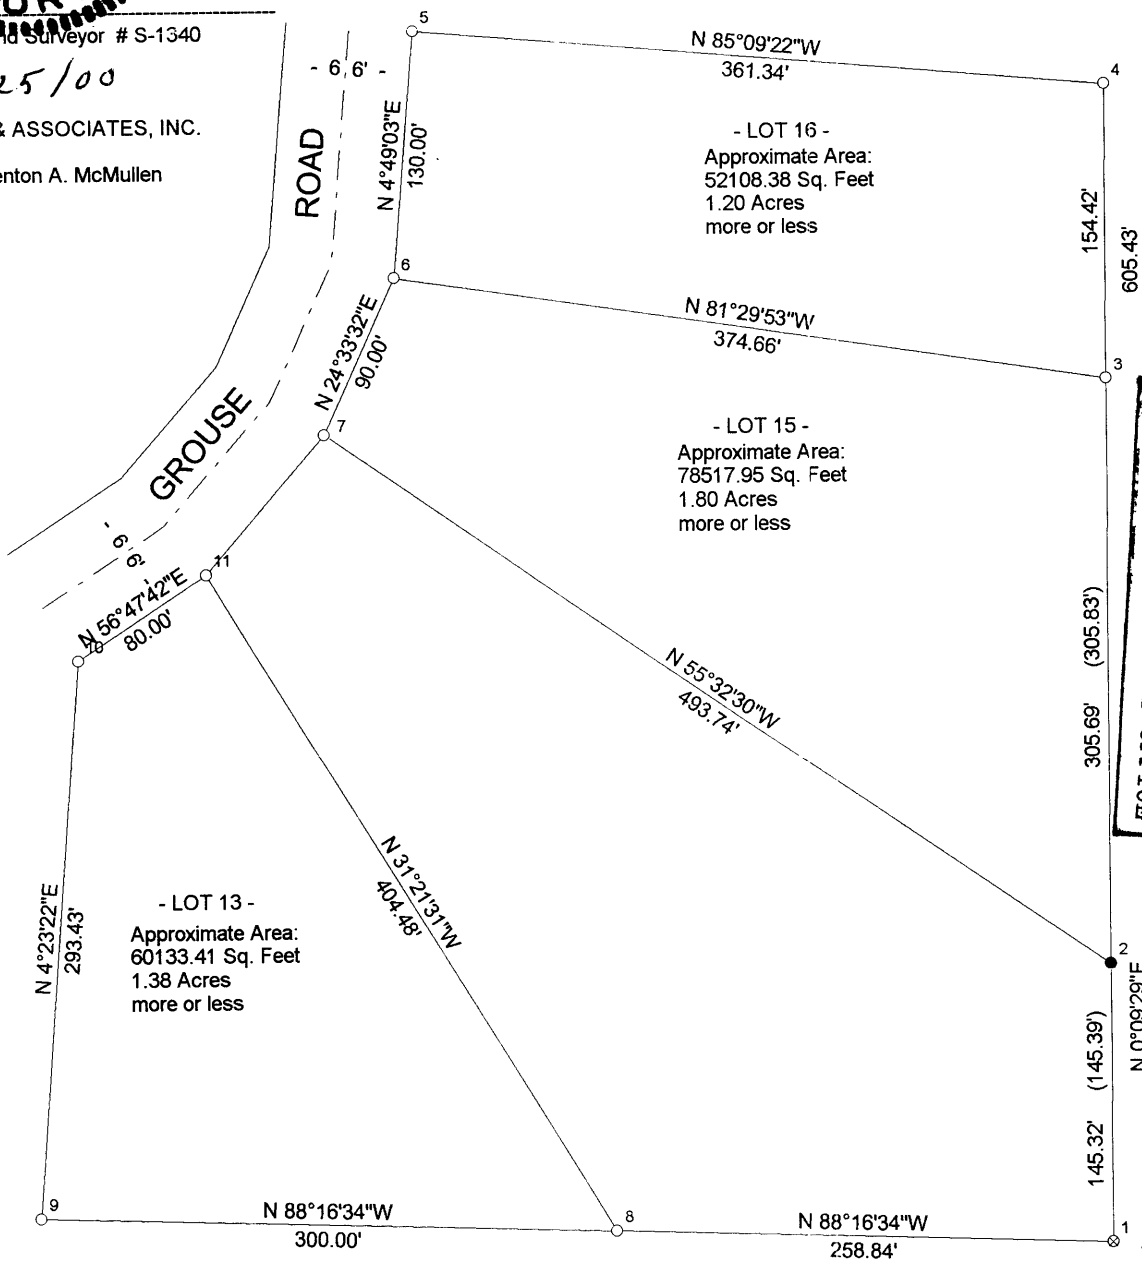 Surveyor # S-1340
25/00
& ASSOCIATES, INC.
enton A. McMullen
5
N 85°09'22"W
361.34'
4
- 66' -
ROAD
N 4°49'03"E
130.00'
- LOT 16 -
Approximate Area:
52108.38 Sq. Feet
1.20 Acres
more or less
154.42'
605.43'
6
N 81°29'53"W
374.66'
3
N 24°33'32"E
90.00'
GROUSE
7
- LOT 15 -
Approximate Area:
78517.95 Sq. Feet
1.80 Acres
more or less
- 66' -
11
N 56°47'42"E
80.00'
10
N 55°32'30"W
493.74'
305.69' (305.83')
N 31°21'31"W
404.48'
N 4°23'22"E
293.43'
- LOT 13 -
Approximate Area:
60133.41 Sq. Feet
1.38 Acres
more or less
2
145.32' (145.39')
N 0°09'29"E
9
N 88°16'34"W
300.00'
8
N 88°16'34"W
258.84'
1